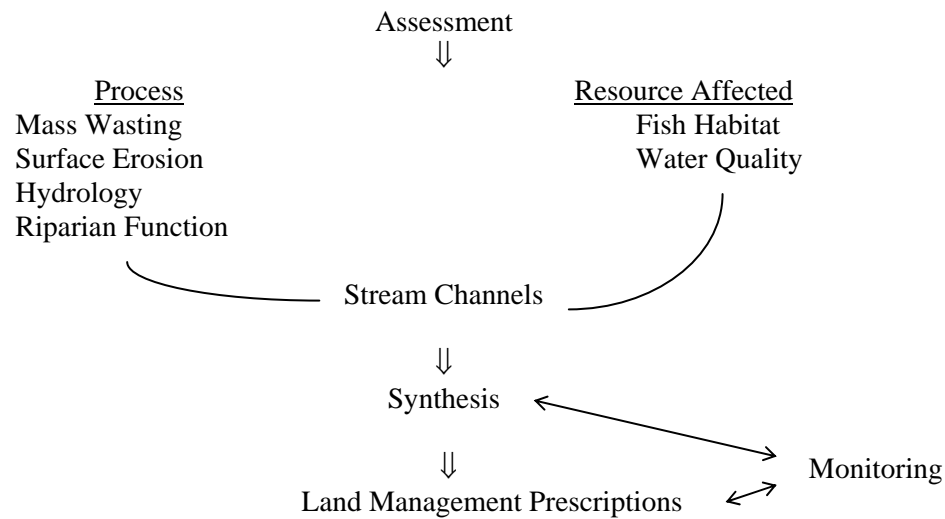 Assessment
⇓
Process
Mass Wasting
Surface Erosion
Hydrology
Riparian Function
Resource Affected
Fish Habitat
Water Quality
Stream Channels
⇓
Synthesis
⇓
Monitoring
Land Management Prescriptions